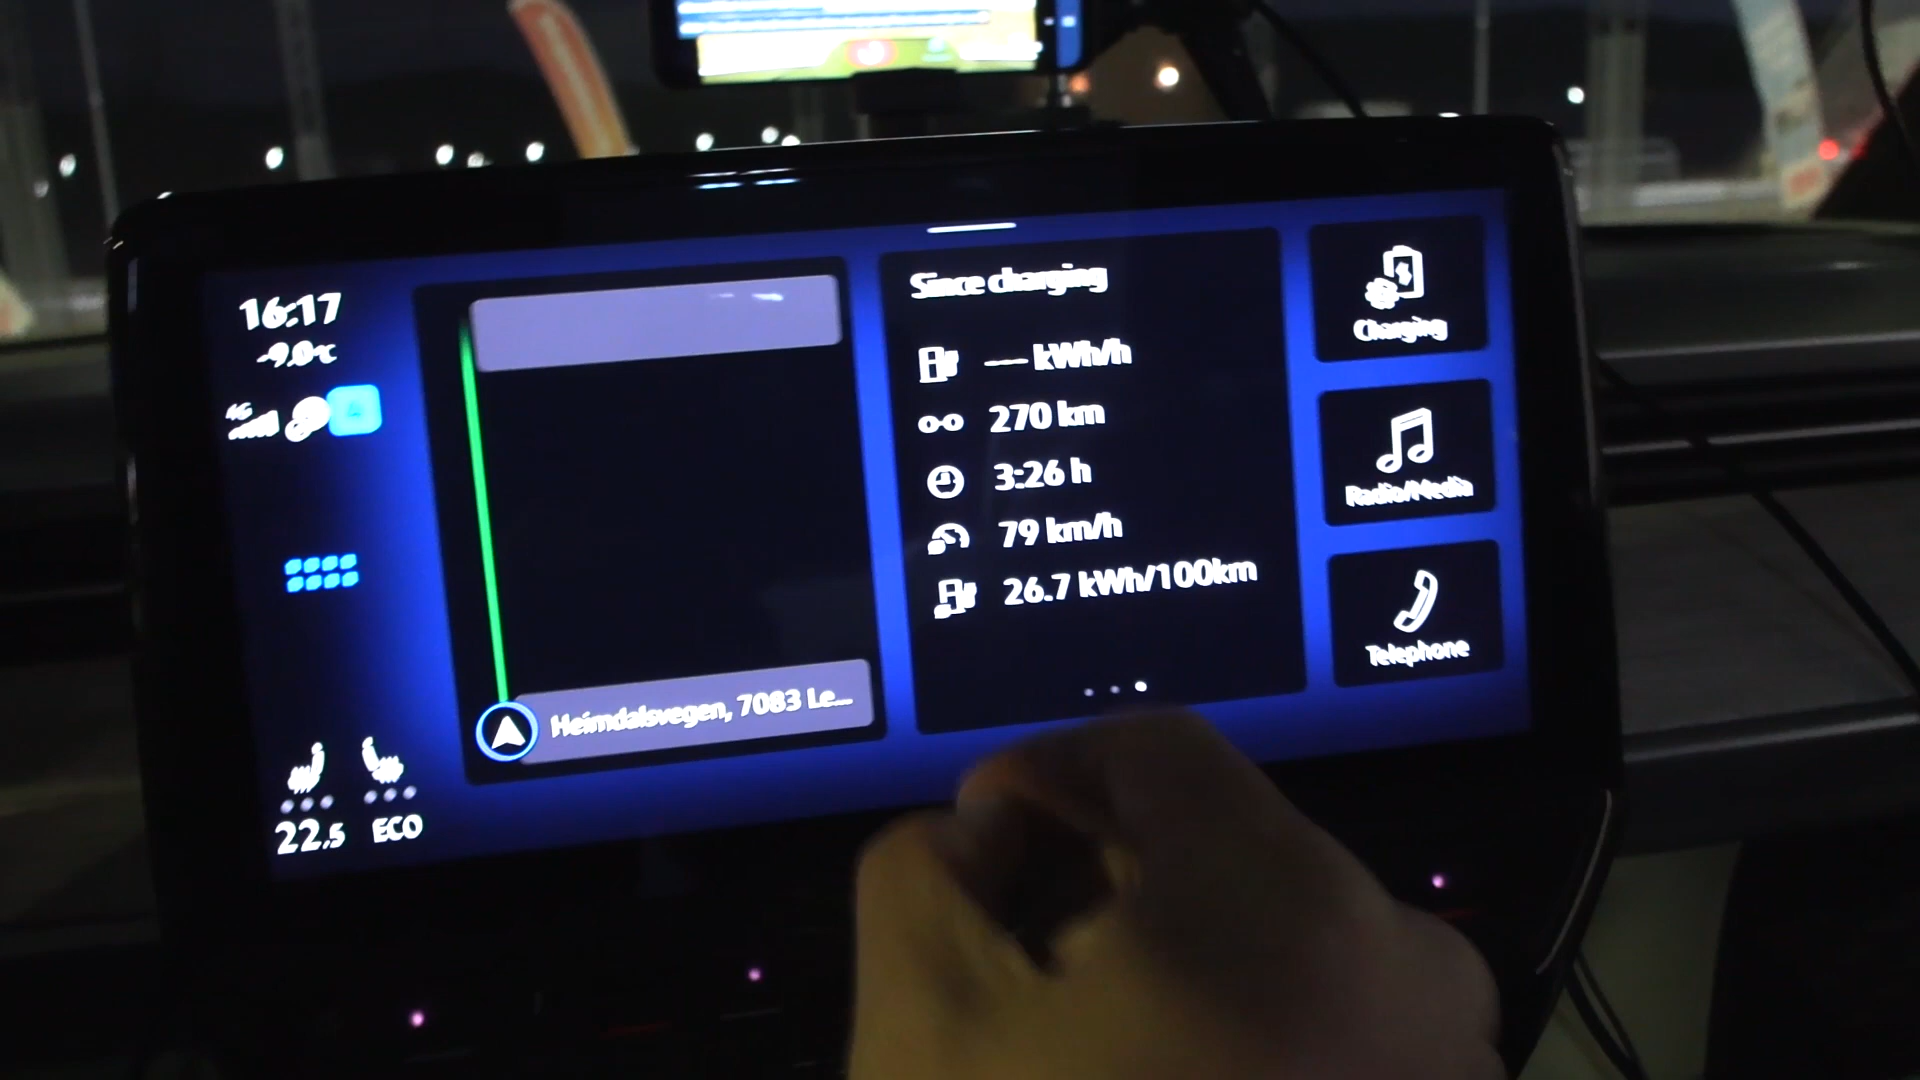 16:17
-9.0°C
4G
22.5 ECO
Heimdalsvegen, 7083 Le...
Since charging
--- kWh/h
270 km
3:26 h
79 km/h
26.7 kWh/100km
Charging
Radio/Media
Telephone